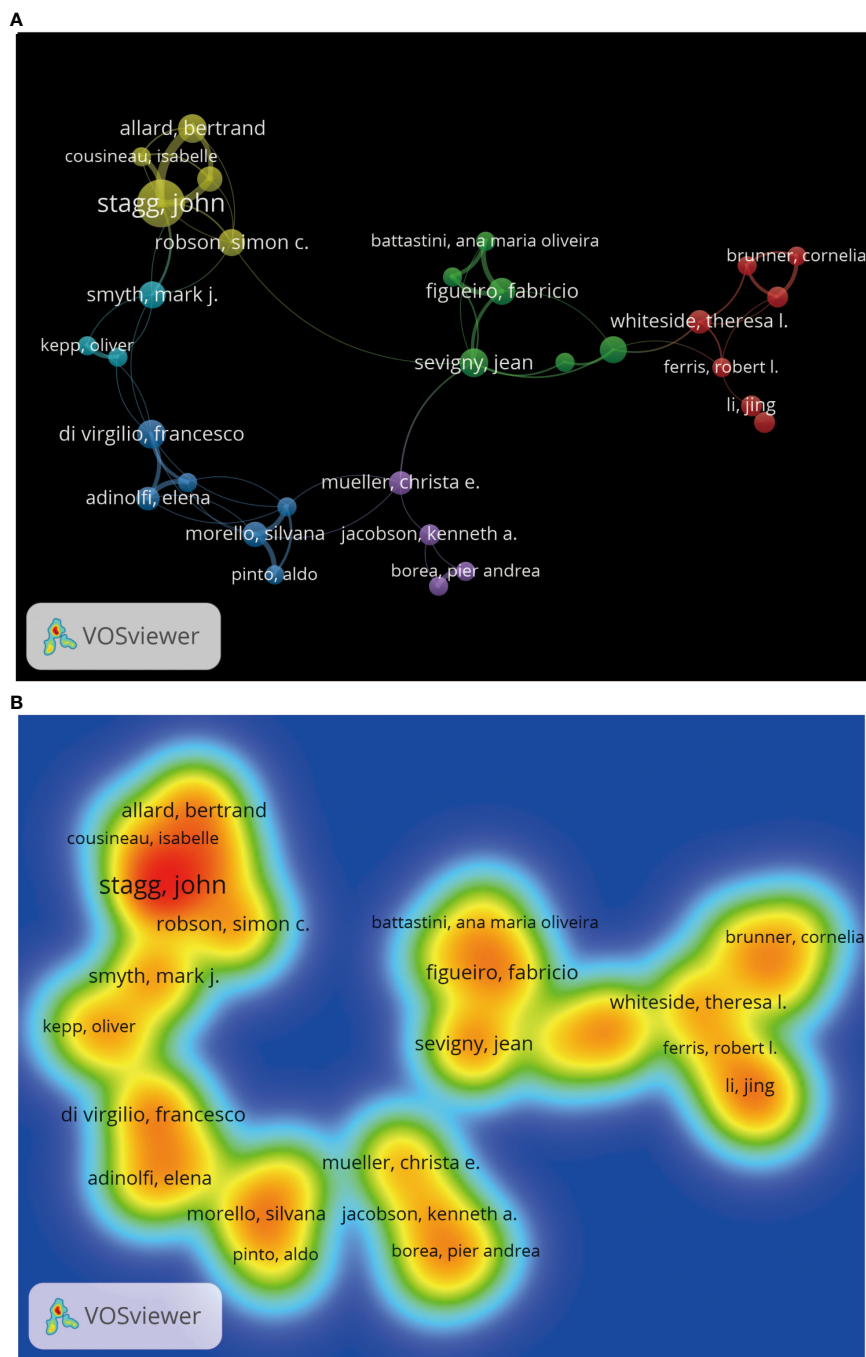 A
allard, bertrand
cousineau, isabelle
stagg, john
robson, simon c.
battastini, ana maria oliveira
brunner, cornelia
smyth, mark j.
figueiro, fabricio
whiteside, theresa l.
kepp, oliver
sevigny, jean
ferris, robert l.
li, jing
di virgilio, francesco
mueller, christa e.
adinolfi, elena
morello, silvana
jacobson, kenneth a.
pinto, aldo
borea, pier andrea
VOSviewer
B
allard, bertrand
cousineau, isabelle
stagg, john
robson, simon c.
battastini, ana maria oliveira
brunner, cornelia
smyth, mark j.
figueiro, fabricio
whiteside, theresa l.
kepp, oliver
sevigny, jean
ferris, robert l.
li, jing
di virgilio, francesco
mueller, christa e.
adinolfi, elena
morello, silvana
jacobson, kenneth a.
pinto, aldo
borea, pier andrea
VOSviewer